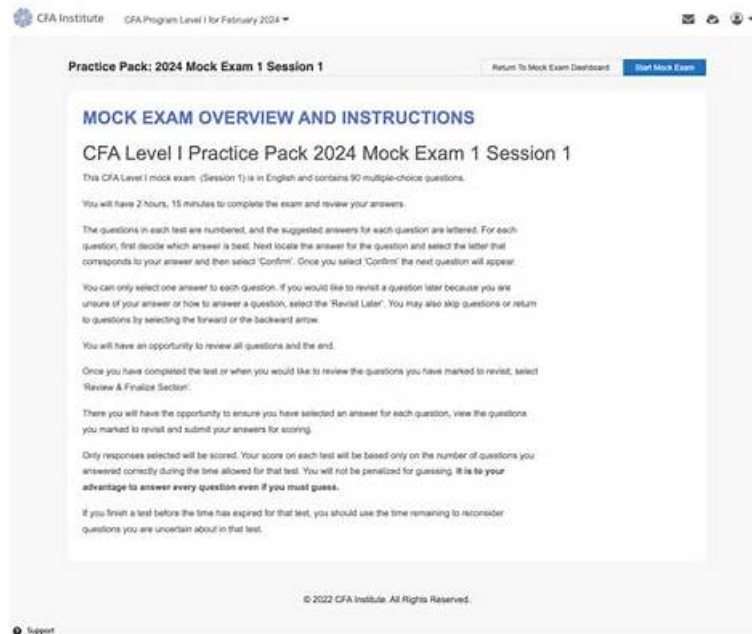 CFA Institute CFA Program Level I for February 2024
Practice Pack: 2024 Mock Exam 1 Session 1 Return To Mock Exam Dashboard Start Mock Exam
MOCK EXAM OVERVIEW AND INSTRUCTIONS
CFA Level I Practice Pack 2024 Mock Exam 1 Session 1
This CFA Level I mock exam (Session 1) is in English and contains 90 multiple-choice questions.
You will have 2 hours, 15 minutes to complete the exam and review your answers.
The questions in each test are numbered, and the suggested answers for each question are lettered. For each
question, first decide which answer is best. Next locate the answer for the question and select the letter that
corresponds to your answer and then select 'Confirm'. Once you select 'Confirm' the next question will appear.
You can only select one answer to each question. If you would like to revisit a question later because you are
unsure of your answer or how to answer a question, select the 'Revisit Later'. You may also skip questions or return
to questions by selecting the forward or the backward arrow.
You will have an opportunity to review all questions and the end.
Once you have completed the test or when you would like to review the questions you have marked to revisit, select
'Review & Finalize Section'.
There you will have the opportunity to ensure you have selected an answer for each question, view the questions
you marked to revisit and submit your answers for scoring.
Only responses selected will be scored. Your score on each test will be based only on the number of questions you
answered correctly during the time allowed for that test. You will not be penalized for guessing. It is to your
advantage to answer every question even if you must guess.
If you finish a test before the time has expired for that test, you should use the time remaining to reconsider
questions you are uncertain about in that test.
© 2022 CFA Institute. All Rights Reserved.
Support